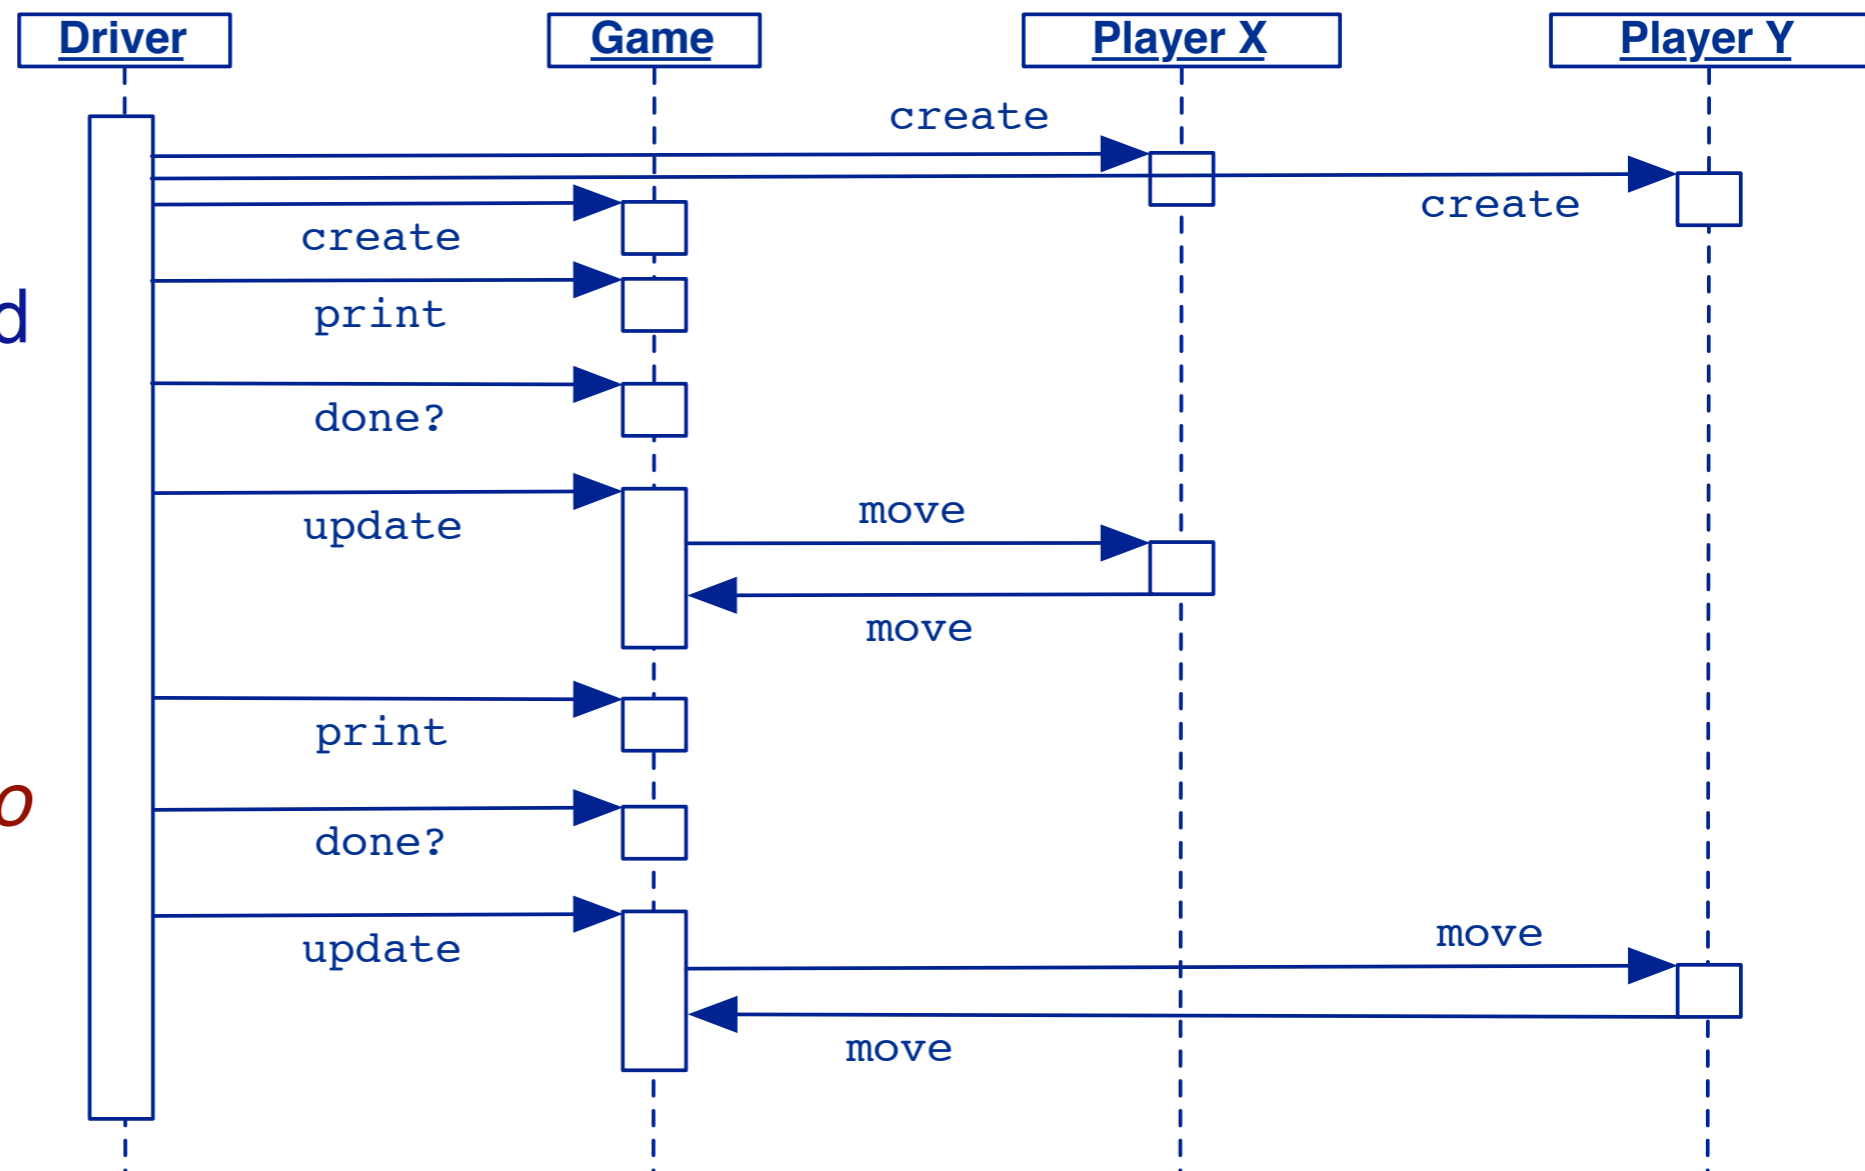 Driver
Game
Player X
Player Y
create
create
create
d
print
done?
update
move
move
print
o
done?
update
move
move